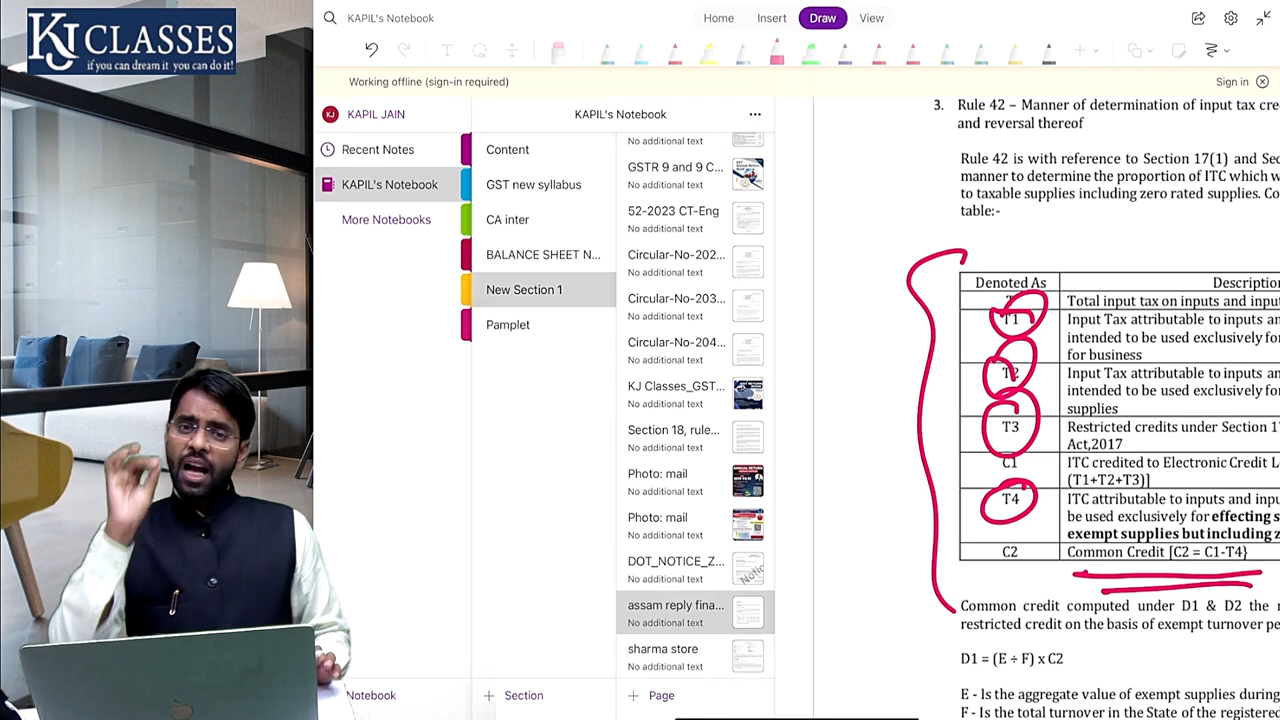 KJ CLASSES
if you can dream it you can do it!
KAPIL's Notebook
Home Insert Draw View
Working offline (sign-in required)
Sign in
KJ
KAPIL JAIN
Recent Notes
KAPIL's Notebook
More Notebooks
Notebook
Content
GST new syllabus
CA inter
BALANCE SHEET N...
New Section 1
Pamplet
+ Section
KAPIL's Notebook
...
No additional text
GSTR 9 and 9 C...
No additional text
52-2023 CT-Eng
No additional text
Circular-No-202...
No additional text
Circular-No-203...
No additional text
Circular-No-204...
No additional text
KJ Classes_GST...
No additional text
Section 18, rule...
No additional text
Photo: mail
No additional text
Photo: mail
No additional text
DOT_NOTICE_Z...
No additional text
assam reply fina...
No additional text
sharma store
No additional text
+ Page
3. Rule 42 – Manner of determination of input tax cre
and reversal thereof
Rule 42 is with reference to Section 17(1) and Sec
manner to determine the proportion of ITC which w
to taxable supplies including zero rated supplies. Co
table:-
Denoted As Description
Total input tax on inputs and inp
T1 Input Tax attributable to inputs
intended to be used exclusively for
for business
T2 Input Tax attributable to inputs an
intended to be used exclusively
supplies
T3 Restricted credit under Section 1
Act,2017
C1 ITC credited to Electronic Credit L
(T1+T2+T3)]
T4 ITC attributable to inputs and inpu
be used exclusively for effecting
exempt supplies but including z
C2 Common Credit {C2 = C1-T4}
Common credit computed under D1 & D2 the
restricted credit on the basis of exempt turnover
D1 = (E ÷ F) x C2
E - Is the aggregate value of exempt supplies during
F - Is the total turnover in the State of the registered